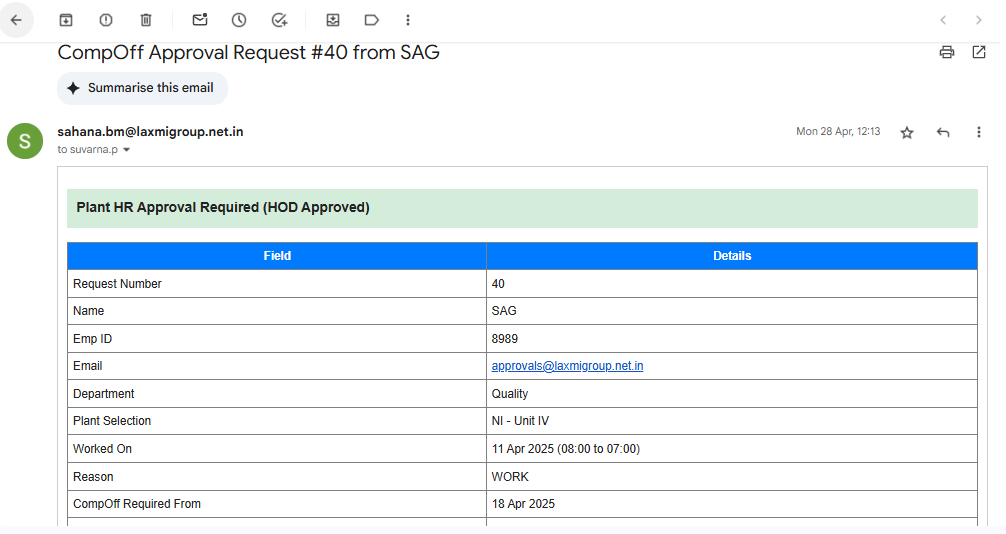 CompOff Approval Request #40 from SAG
Summarise this email
S
sahana.bm@laxmigroup.net.in
Mon 28 Apr, 12:13
to suvarna.p
Plant HR Approval Required (HOD Approved)
Field Details
Request Number 40
Name SAG
Emp ID 8989
Email approvals@laxmigroup.net.in
Department Quality
Plant Selection NI - Unit IV
Worked On 11 Apr 2025 (08:00 to 07:00)
Reason WORK
CompOff Required From 18 Apr 2025